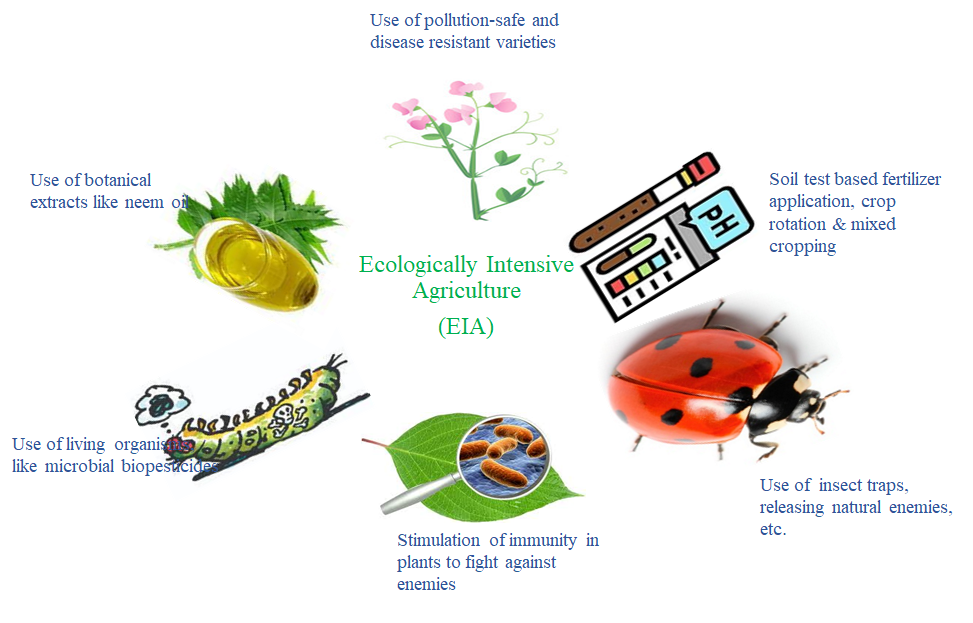 Use of pollution-safe and
disease resistant varieties
Use of botanical
extracts like neem oil
Soil test based fertilizer
application, crop
rotation & mixed
cropping
pH
Ecologically Intensive
Agriculture
(EIA)
Use of living organisms
like microbial biopesticides
Use of insect traps,
releasing natural enemies,
etc.
Stimulation of immunity in
plants to fight against
enemies